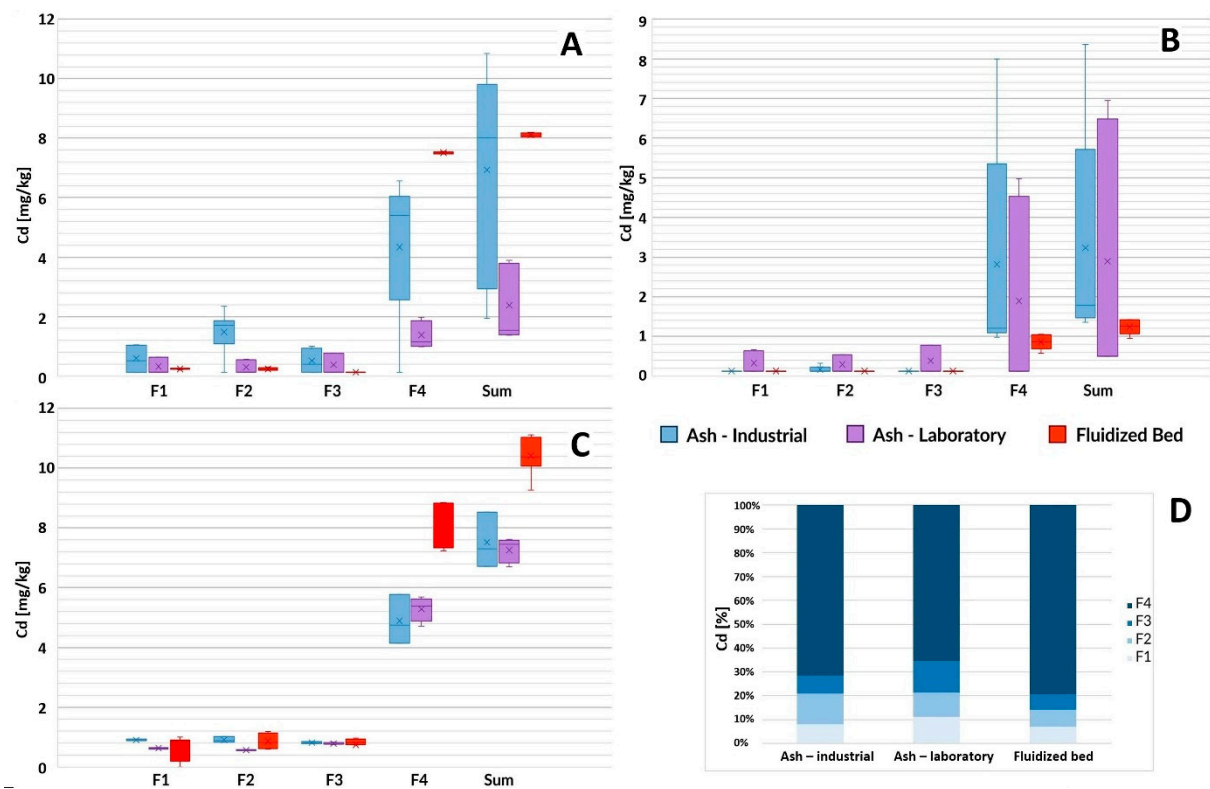 A
Cd [mg/kg]
12
10
8
6
4
2
0
F1 F2 F3 F4 Sum
B
Cd [mg/kg]
9
8
7
6
5
4
3
2
1
0
F1 F2 F3 F4 Sum
Ash - Industrial Ash - Laboratory Fluidized Bed
C
Cd [mg/kg]
12
10
8
6
4
2
0
F1 F2 F3 F4 Sum
D
Cd [%]
100%
90%
80%
70%
60%
50%
40%
30%
20%
10%
0%
Ash – industrial Ash – laboratory Fluidized bed
F4
F3
F2
F1